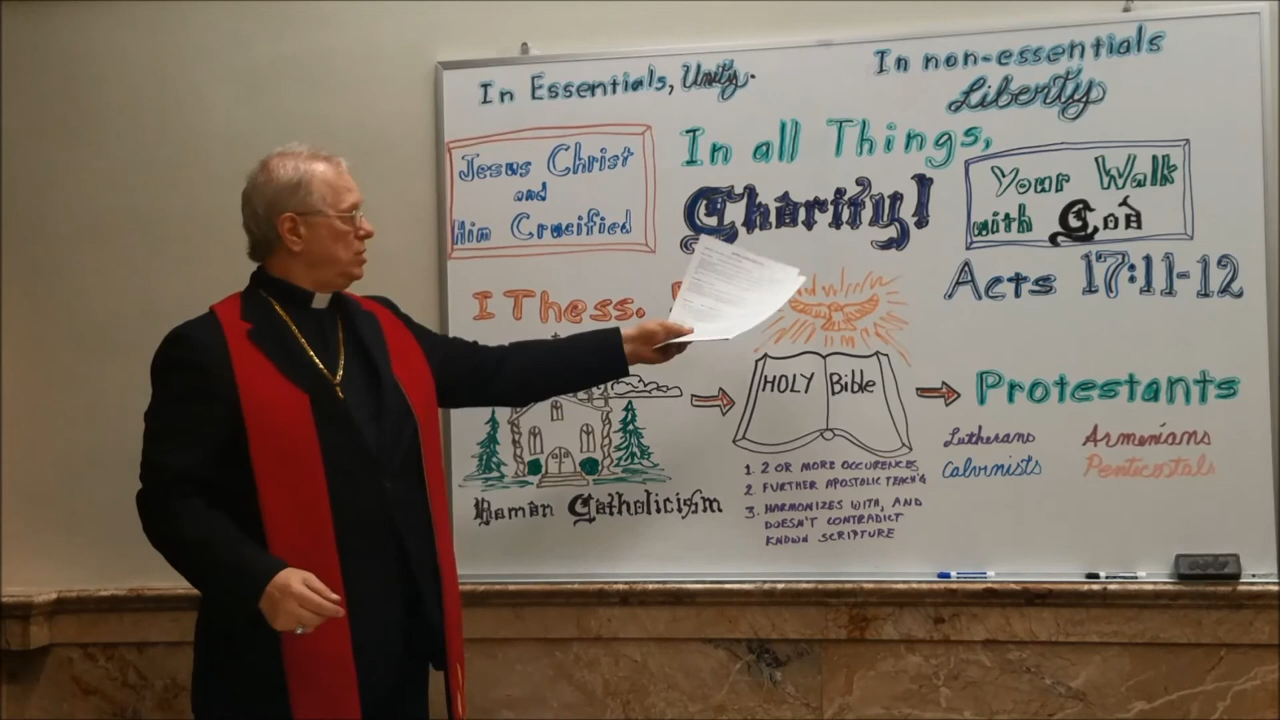 In Essentials, Unity.
In non-essentials
Liberty
In all Things,
Charity!
Jesus Christ
and
Him Crucified
Your Walk
with God
Acts 17:11-12
I Thess.
HOLY Bible
Protestants
Lutherans
Armenians
Calvinists
Pentecostals
1. 2 OR MORE OCCURENCES
2. FURTHER APOSTOLIC TEACH'G
3. HARMONIZES WITH, AND
DOESN'T CONTRADICT
KNOWN SCRIPTURE
Roman Catholicism